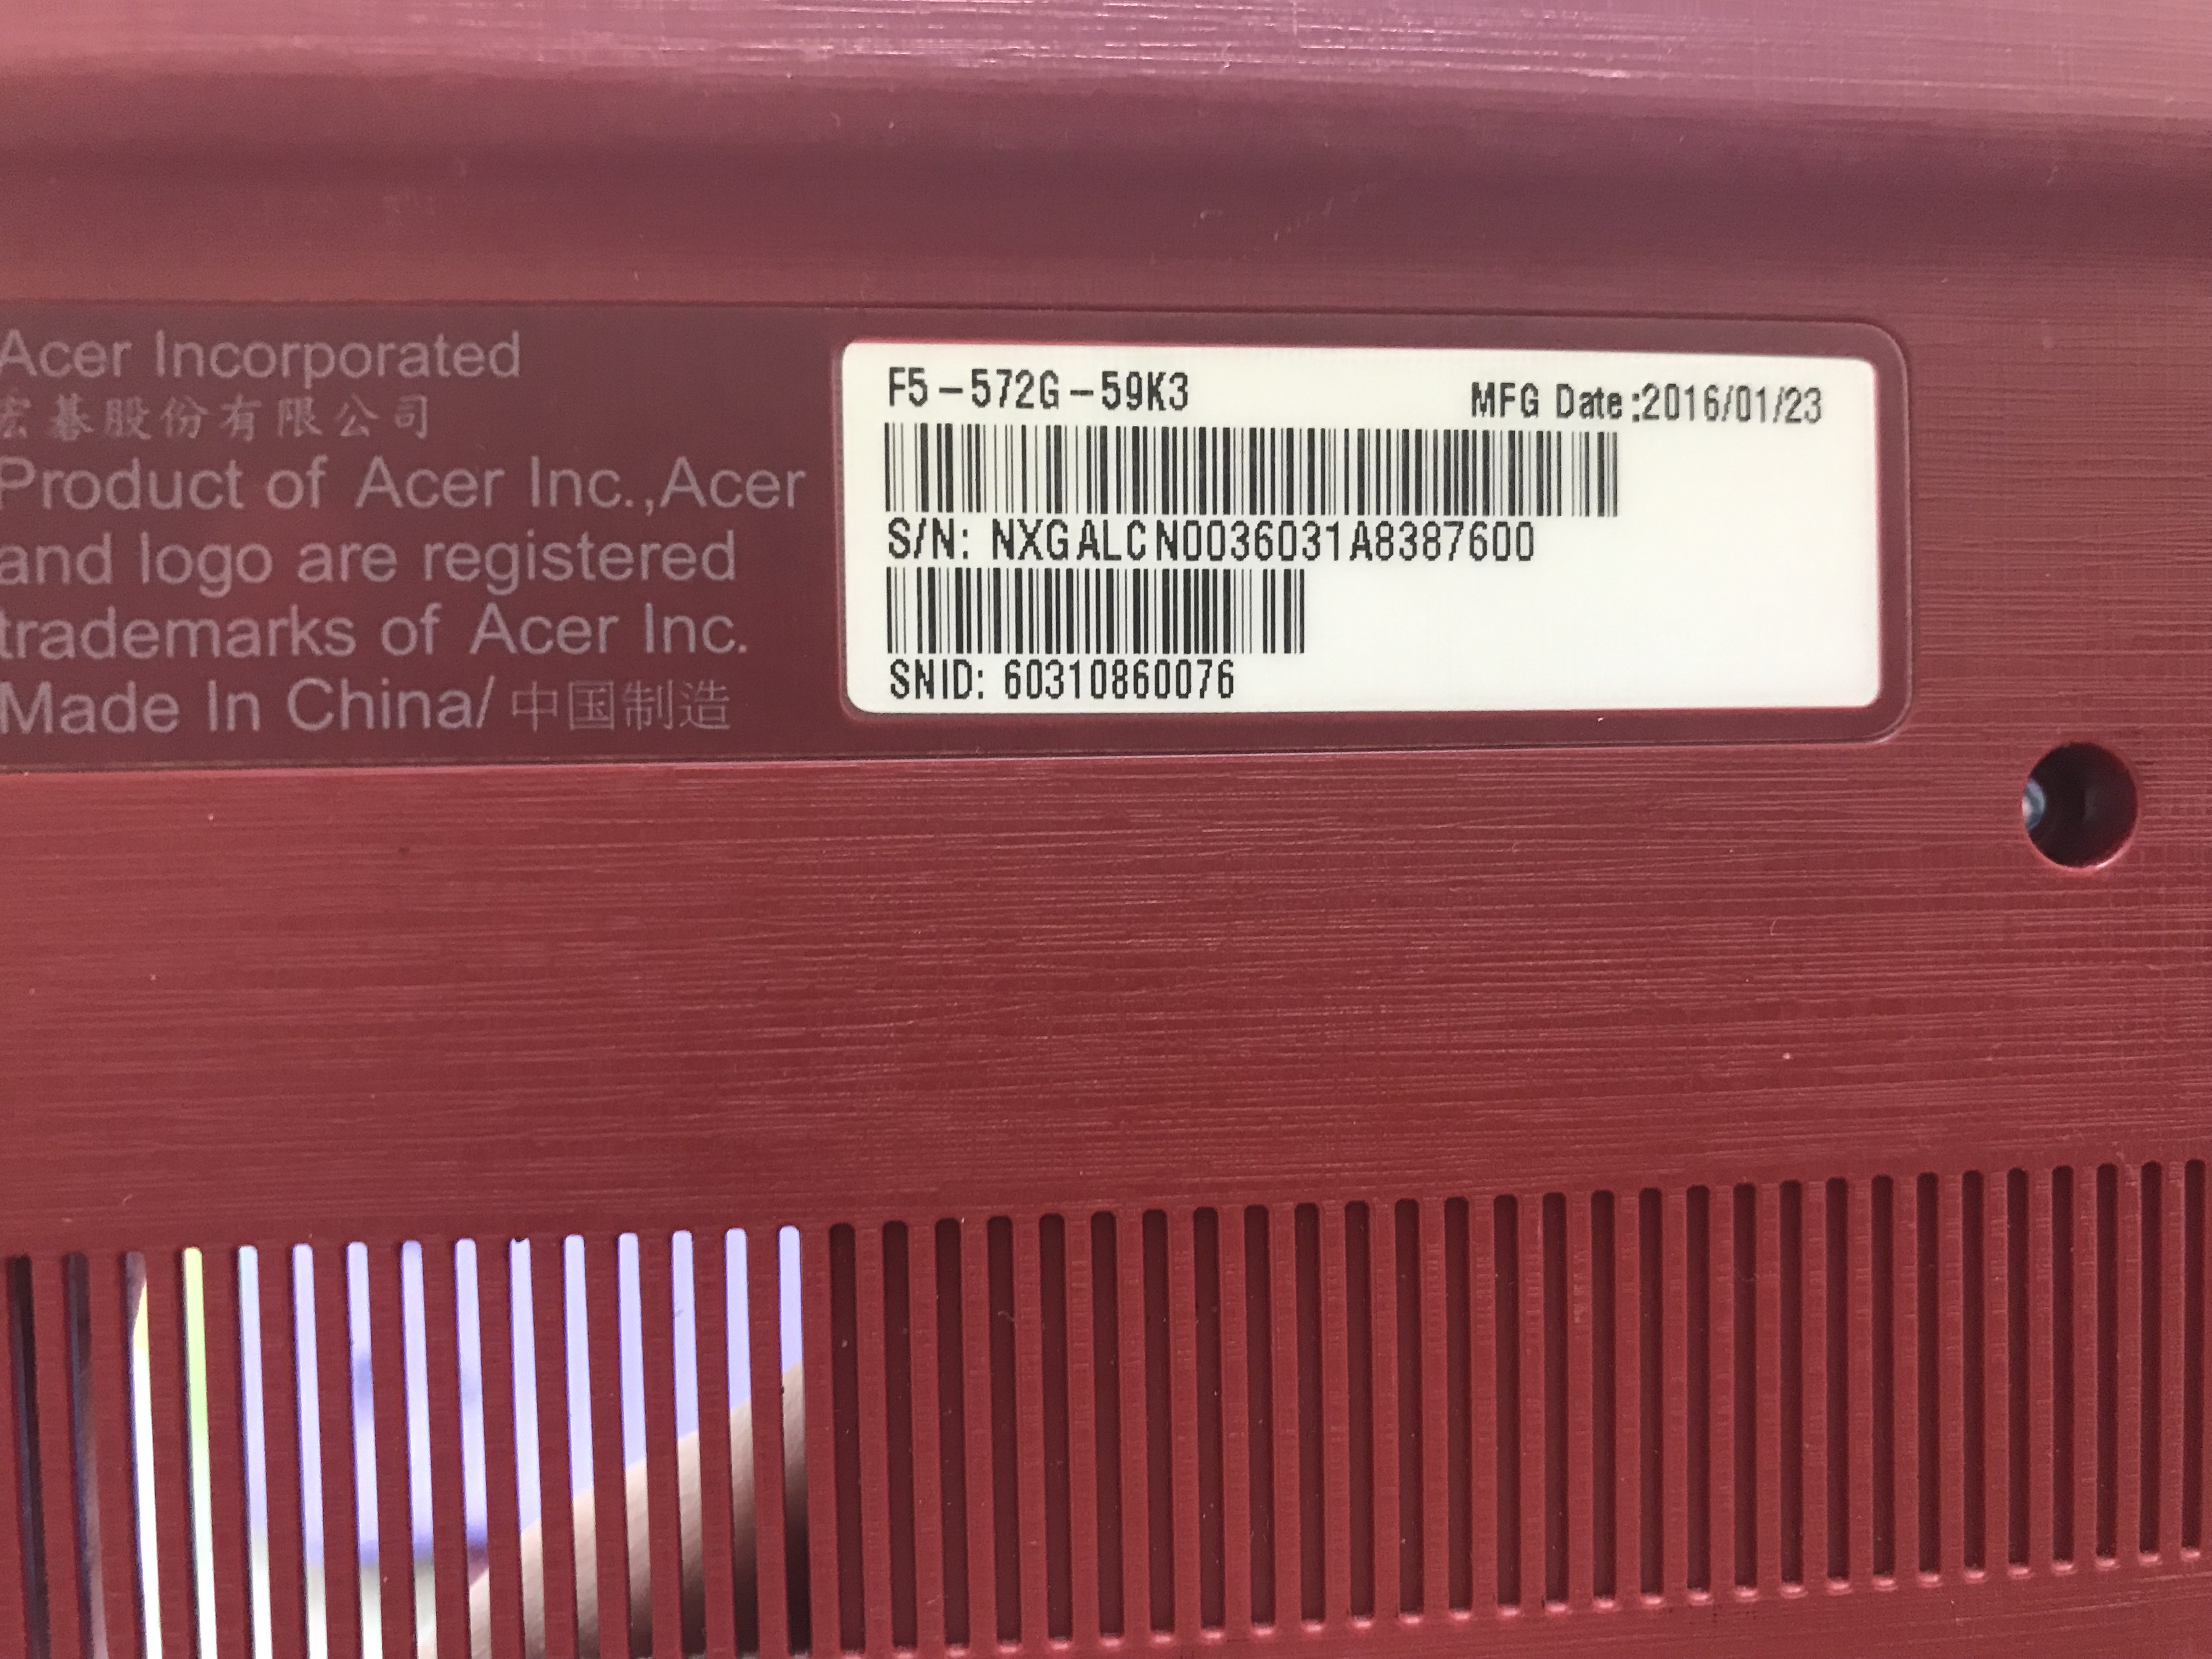 Acer Incorporated
宏碁股份有限公司
Product of Acer Inc.,Acer
and logo are registered
trademarks of Acer Inc.
Made In China/ 中国制造
F5-572G-59K3
MFG Date:2016/01/23
S/N: NXGALCN0036031A8387600
SNID: 60310860076